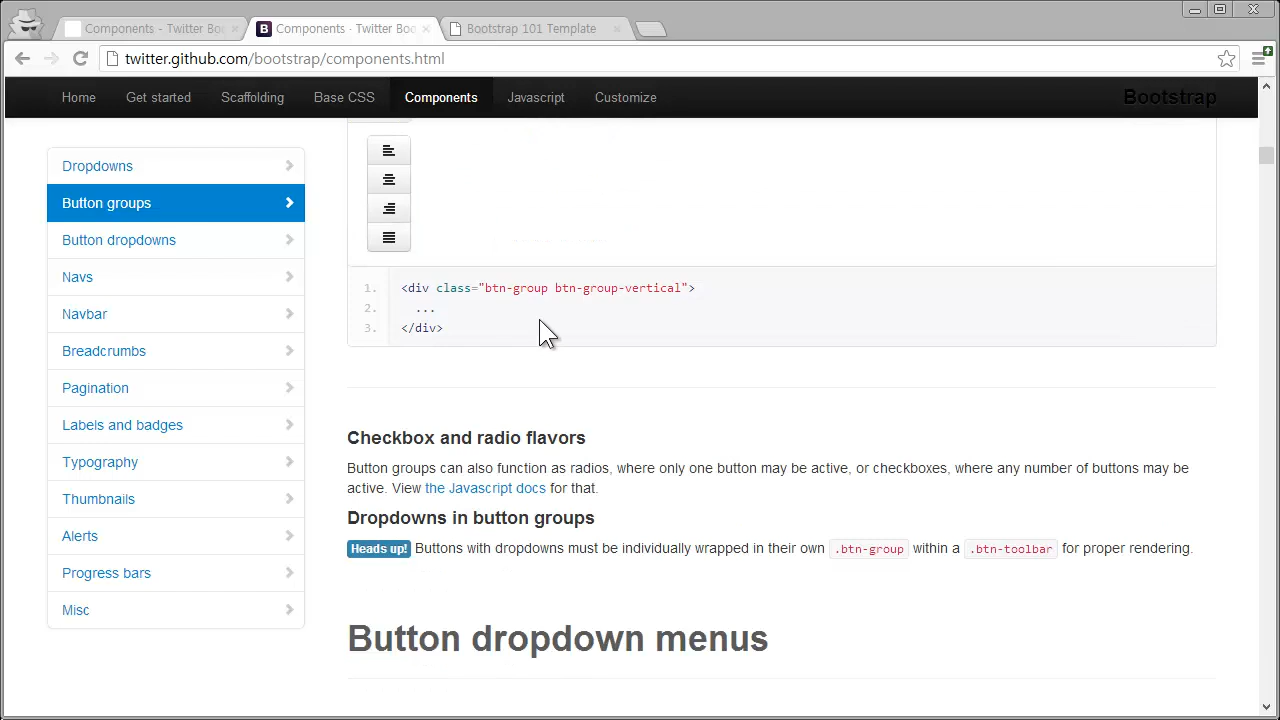 Components - Twitter Boo
Components - Twitter Boo
Bootstrap 101 Template
twitter.github.com/bootstrap/components.html
Home Get started Scaffolding Base CSS Components Javascript Customize Bootstrap
Dropdowns
Button groups
Button dropdowns
Navs
Navbar
Breadcrumbs
Pagination
Labels and badges
Typography
Thumbnails
Alerts
Progress bars
Misc
1. <div class="btn-group btn-group-vertical">
2. ...
3. </div>
Checkbox and radio flavors
Button groups can also function as radios, where only one button may be active, or checkboxes, where any number of buttons may be
active. View the Javascript docs for that.
Dropdowns in button groups
Heads up! Buttons with dropdowns must be individually wrapped in their own .btn-group within a .btn-toolbar for proper rendering.
Button dropdown menus